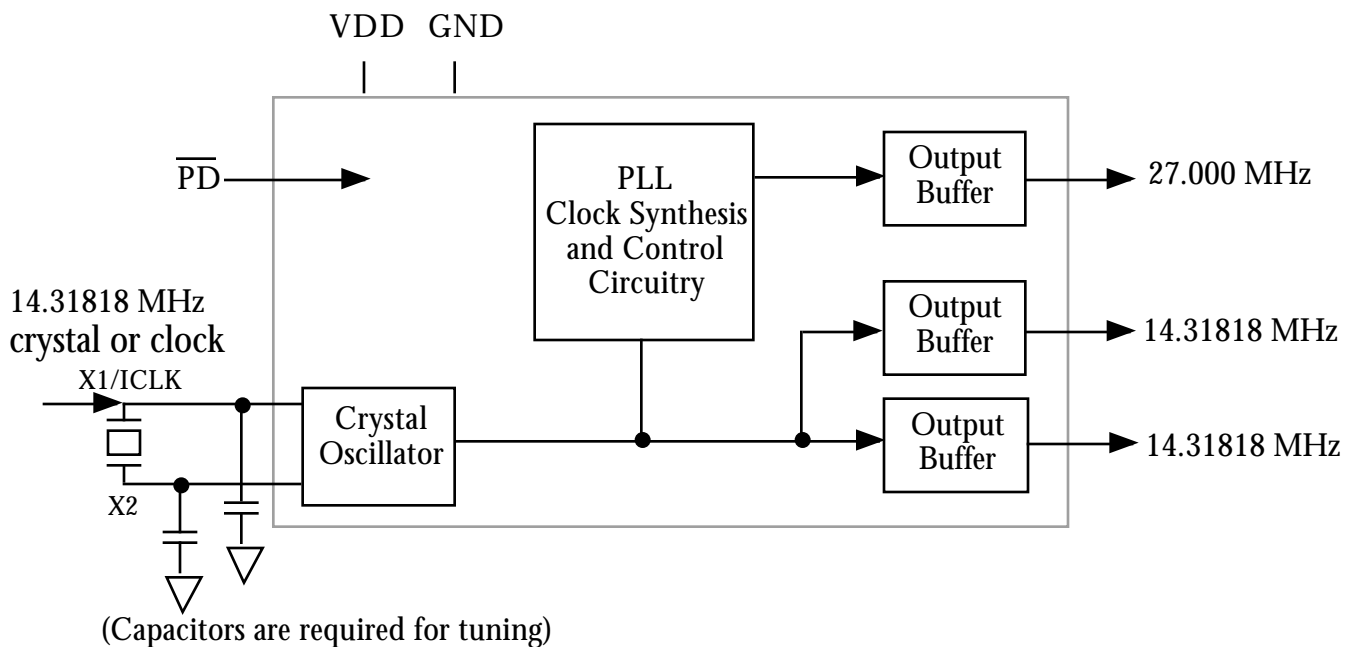 VDD GND
PD
PLL
Clock Synthesis
and Control
Circuitry
Output
Buffer
27.000 MHz
14.31818 MHz
crystal or clock
X1/ICLK
X2
Crystal
Oscillator
Output
Buffer
14.31818 MHz
Output
Buffer
14.31818 MHz
(Capacitors are required for tuning)